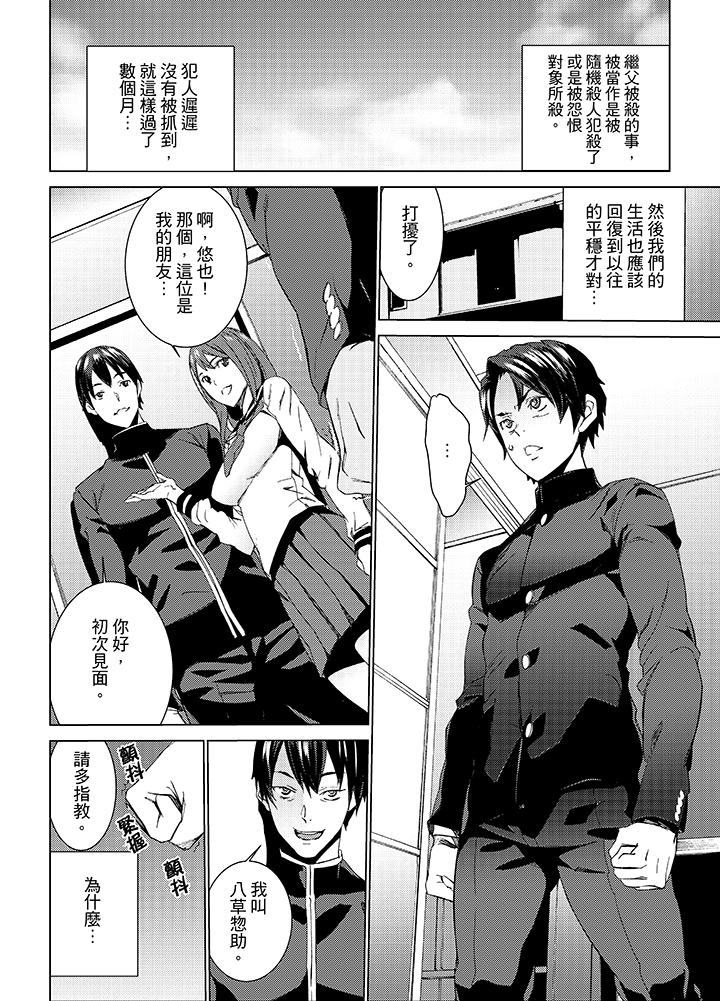 繼父被殺的事，
被當作是被
隨機殺人犯殺了
或是被怨恨
對象所殺。
犯人遲遲
沒有被抓到，
就這樣過了
數個月…
然後我們的
生活也應該
回復到以往
的平穩才對…
打擾了。
…
啊，悠也！
那個，這位是
我的朋友…
你好，
初次見面。
我叫
八草惣助。
請多指教。
顫抖
緊握
顫抖
為什麼…